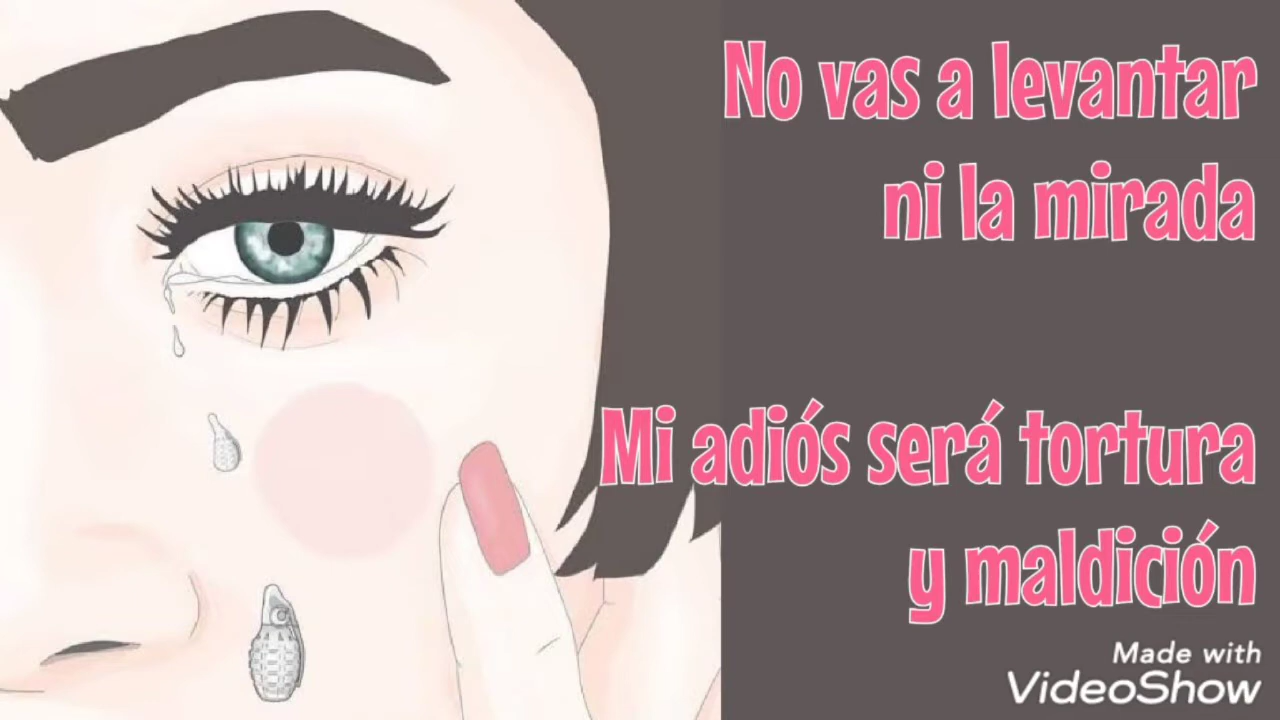 No vas a levantar
ni la mirada
Mi adiós será tortura
y maldición
Made with
VideoShow